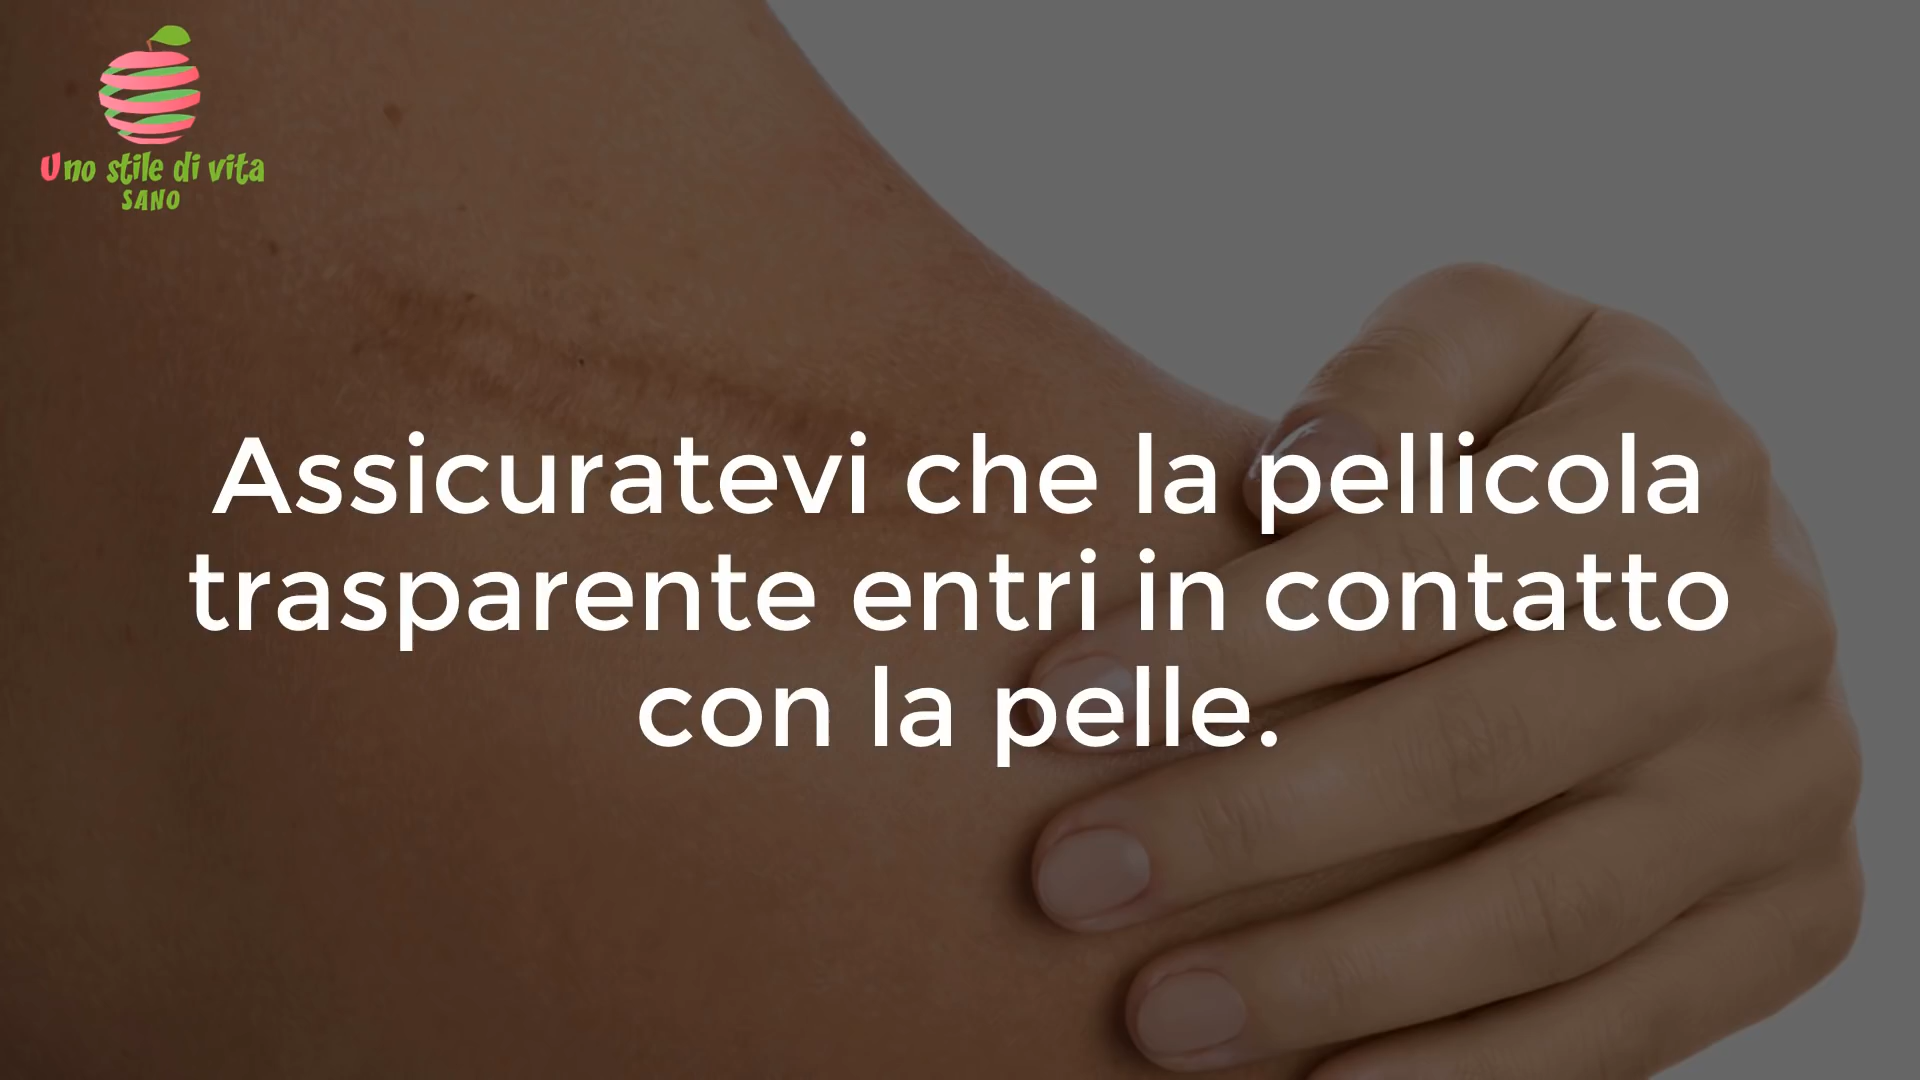 Uno stile di vita
SANO
Assicuratevi che la pellicola
trasparente entri in contatto
con la pelle.